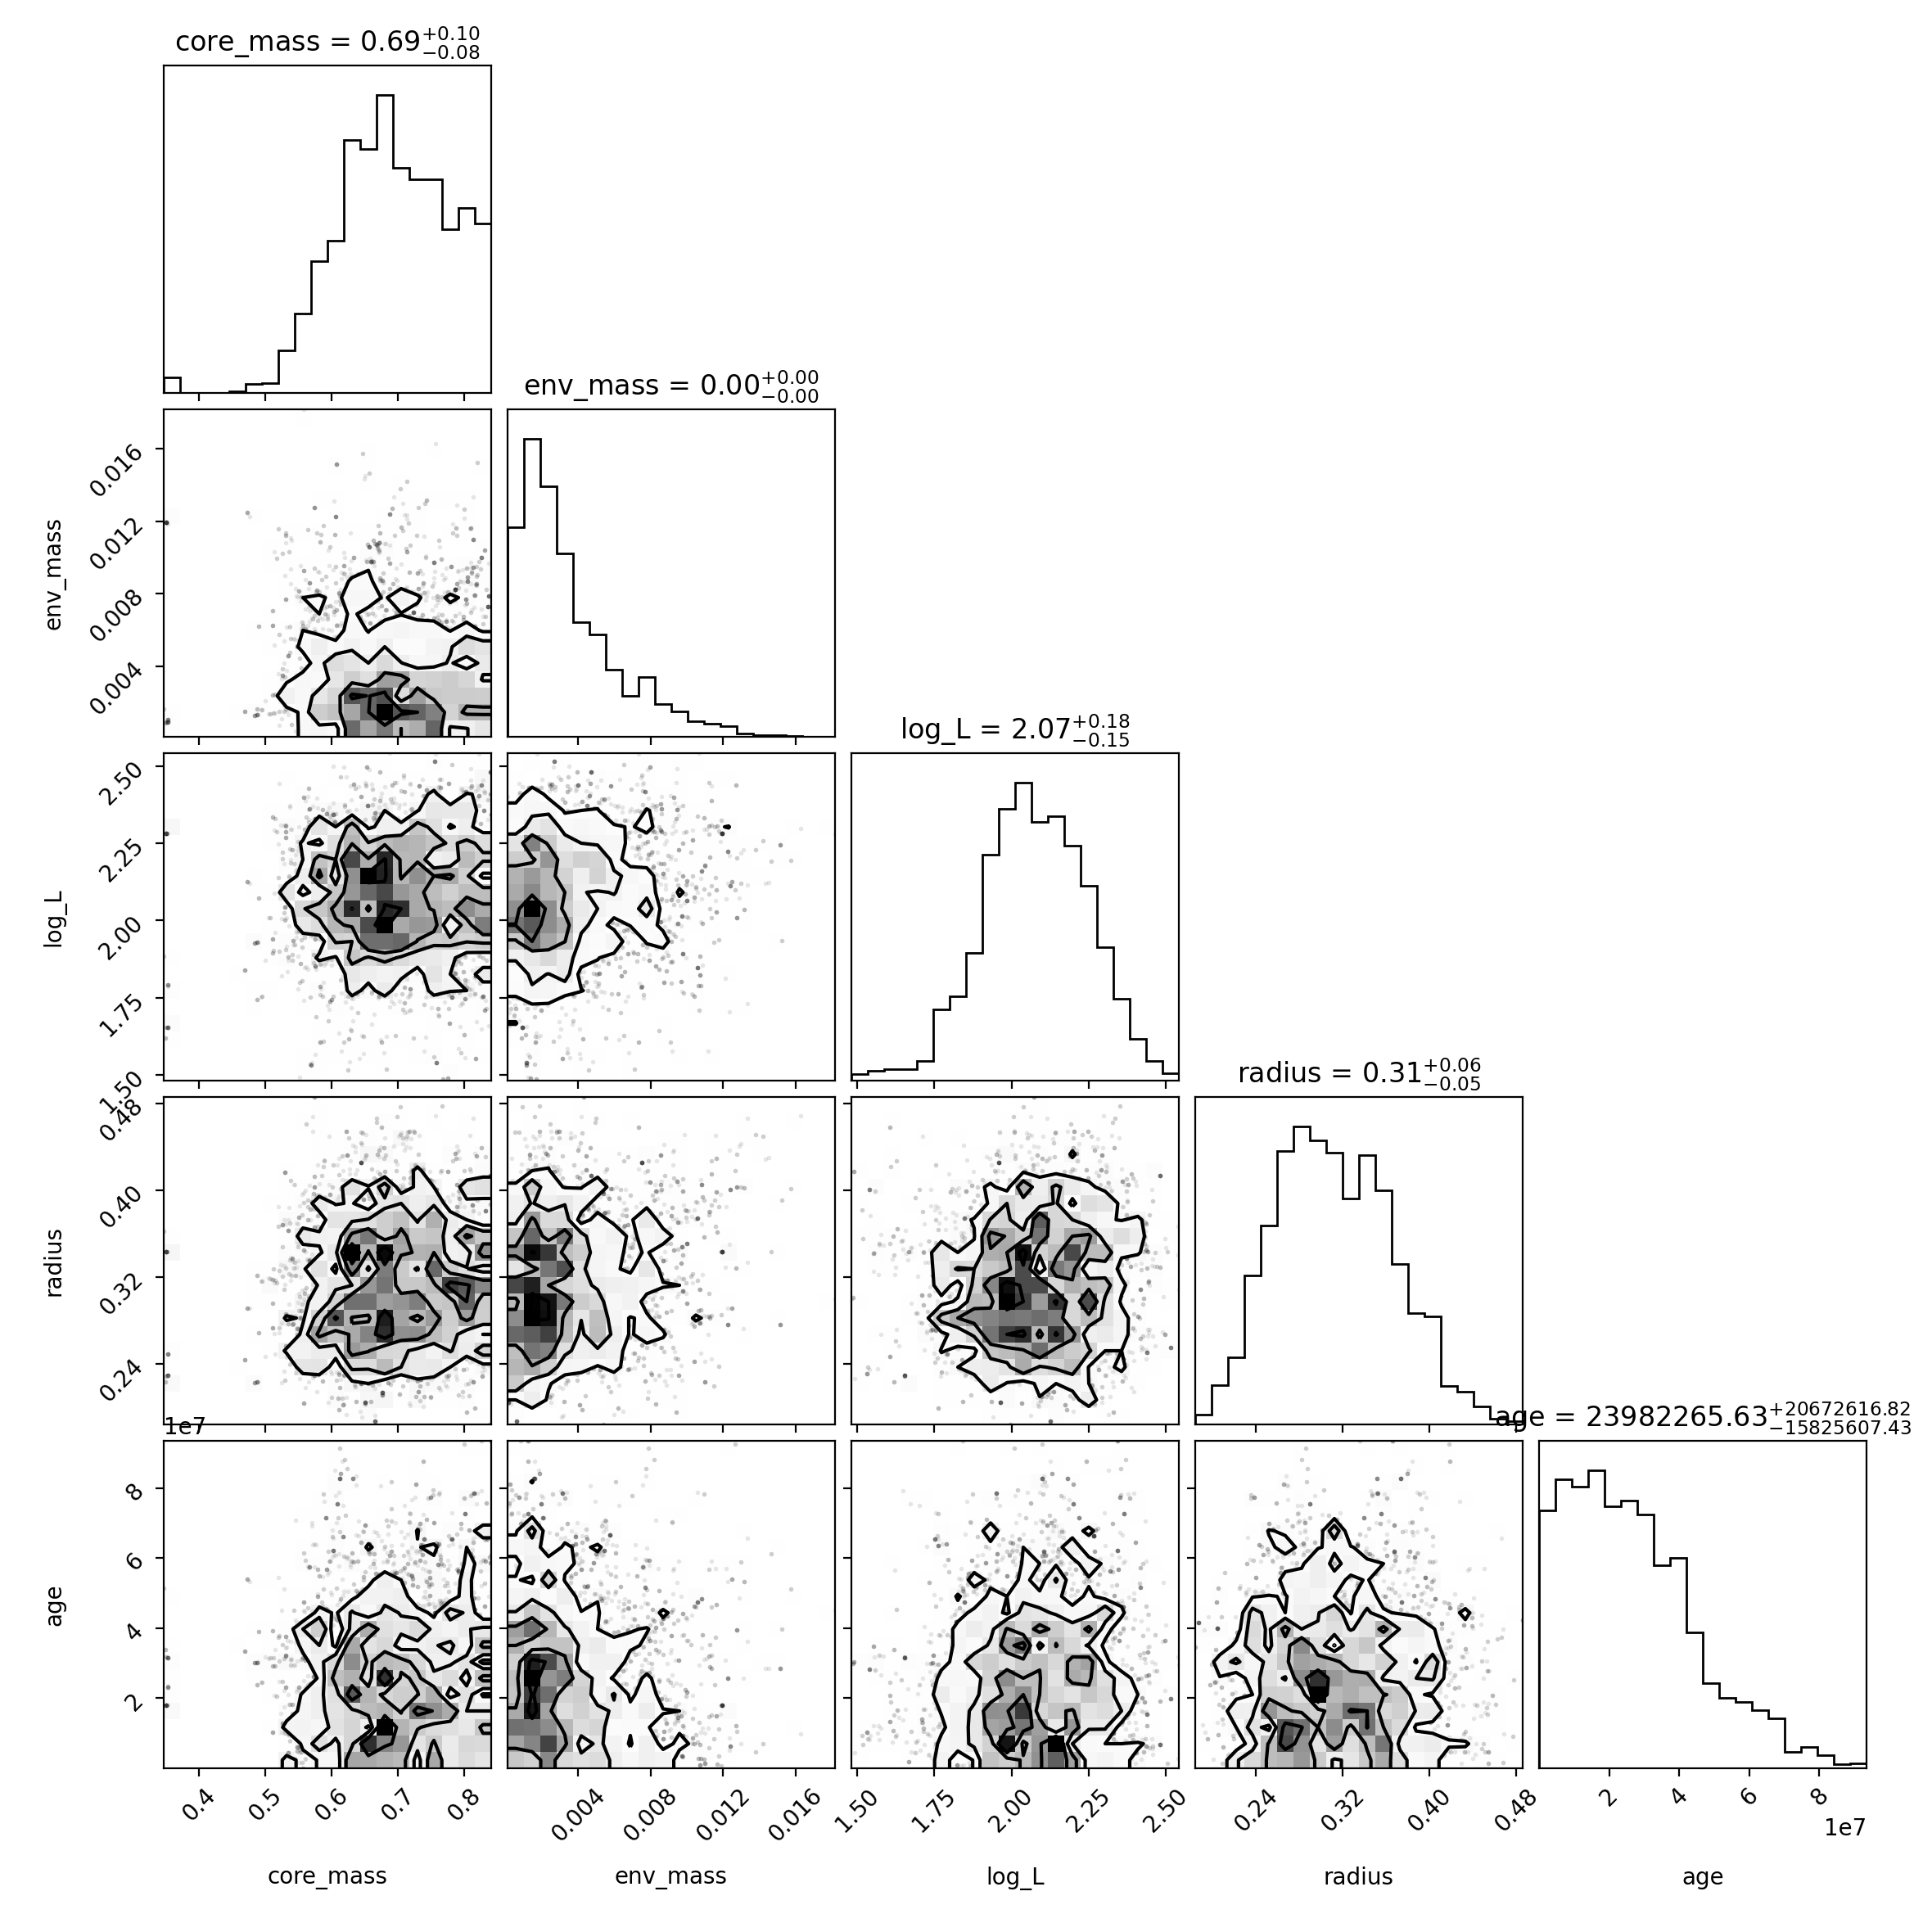 core_mass = 0.69+0.10−0.08
env_mass = 0.00+0.00−0.00
0.016
0.012
0.008
0.004
env_mass
log_L = 2.07+0.18−0.15
2.50
2.25
2.00
1.75
1.50
log_L
radius = 0.31+0.06−0.05
0.48
0.40
0.32
0.24
radius
1e7
age = 23982265.63+20672616.82−15825607.43
8
6
4
2
age
0.4 0.5 0.6 0.7 0.8
0.004 0.008 0.012 0.016
1.50 1.75 2.00 2.25 2.50
0.24 0.32 0.40 0.48
2 4 6 8
1e7
core_mass env_mass log_L radius age